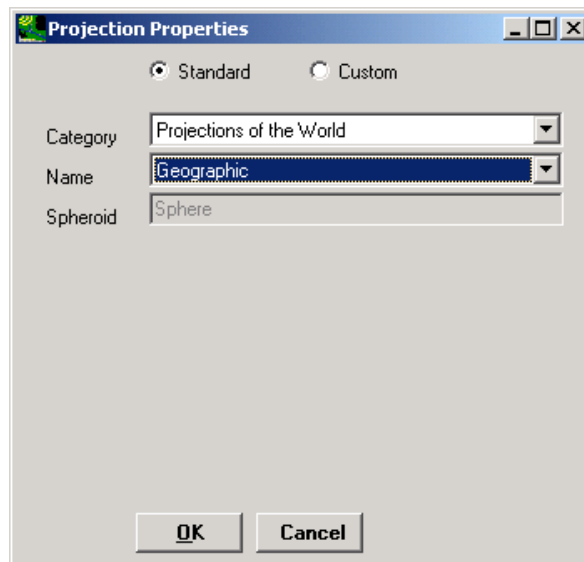 Projection Properties
Standard Custom
Category Projections of the World
Name Geographic
Spheroid Sphere
OK Cancel